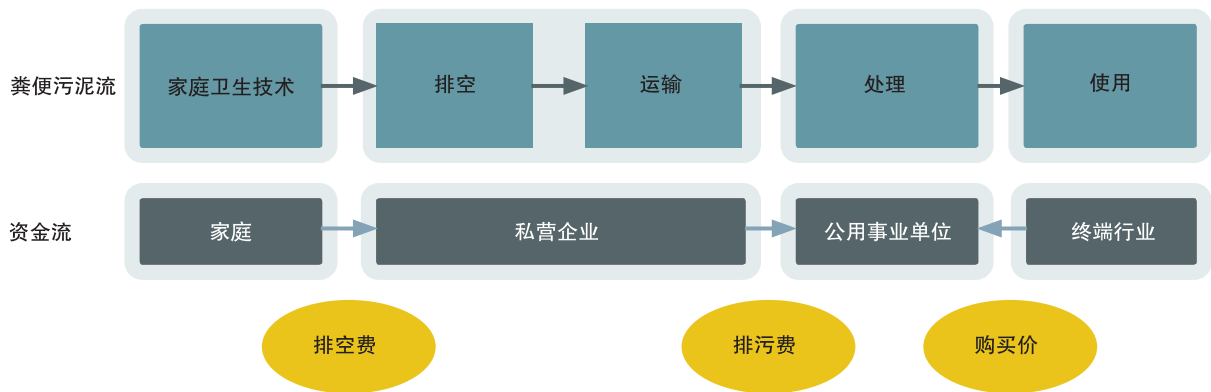 粪便污泥流
家庭卫生技术
排空
运输
处理
使用
资金流
家庭
私营企业
公用事业单位
终端行业
排空费
排污费
购买价